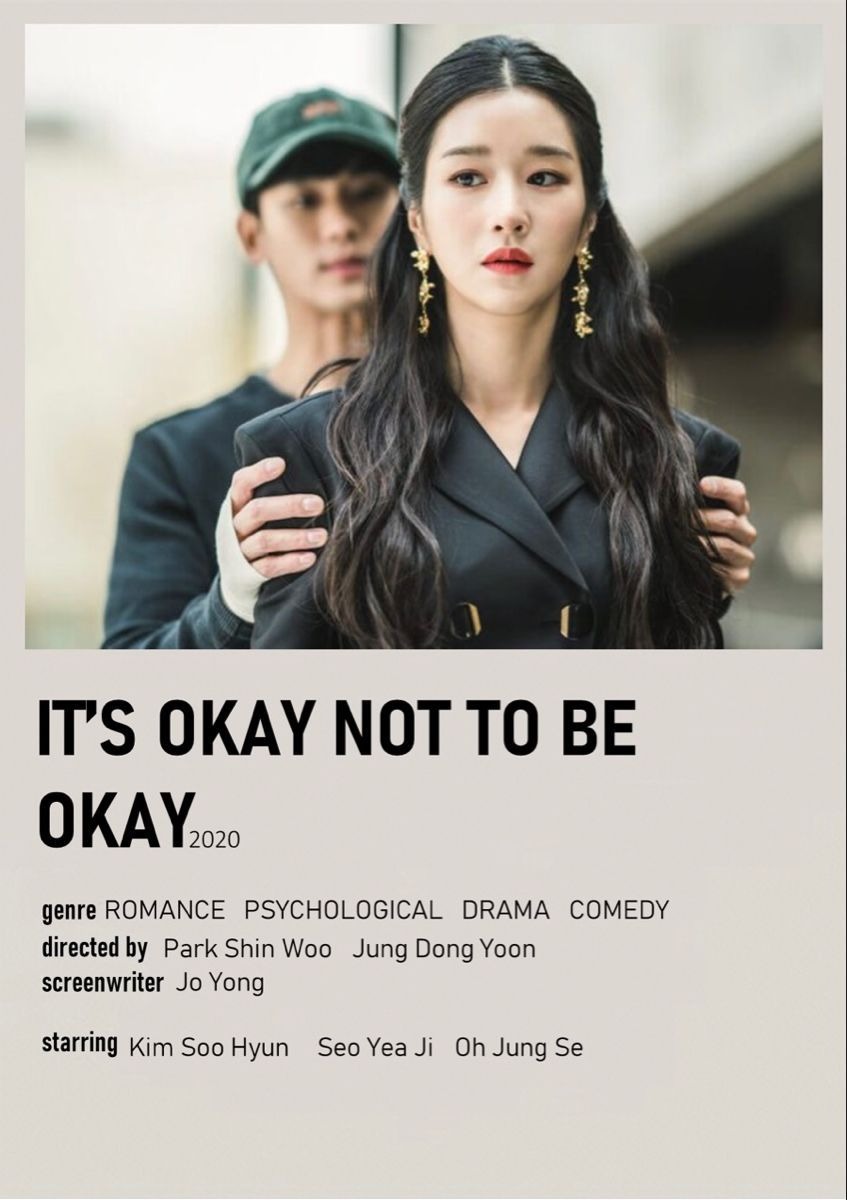 IT'S OKAY NOT TO BE
OKAY 2020
genre ROMANCE PSYCHOLOGICAL DRAMA COMEDY
directed by Park Shin Woo Jung Dong Yoon
screenwriter Jo Yong
starring Kim Soo Hyun Seo Yea Ji Oh Jung Se